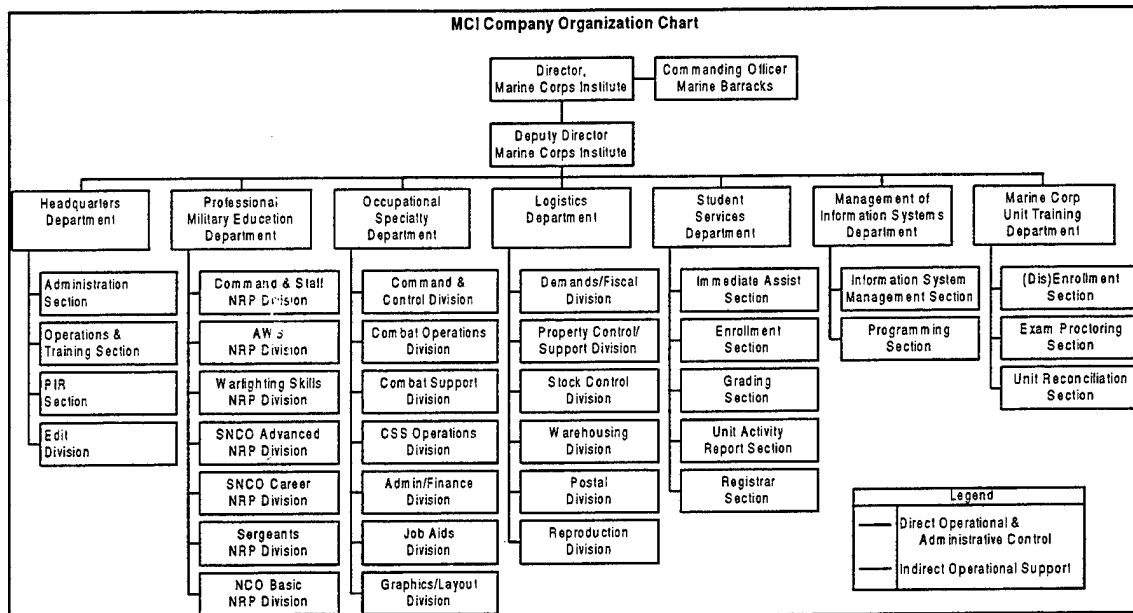 MCI Company Organization Chart
Director,
Marine Corps Institute
Commanding Officer
Marine Barracks
Deputy Director
Marine Corps Institute
Headquarters
Department
Professional
Military Education
Department
Occupational
Specialty
Department
Logistics
Department
Student
Services
Department
Management of
Information Systems
Department
Marine Corp
Unit Training
Department
Administration
Section
Operations &
Training Section
PIR
Section
Edit
Division
Command & Staff
NRP Division
AWS
NRP Division
Warfighting Skills
NRP Division
SNCO Advanced
NRP Division
SNCO Career
NRP Division
Sergeants
NRP Division
NCO Basic
NRP Division
Command &
Control Division
Combat Operations
Division
Combat Support
Division
CSS Operations
Division
Admin/Finance
Division
Job Aids
Division
Graphics/Layout
Division
Demands/Fiscal
Division
Property Control/
Support Division
Stock Control
Division
Warehousing
Division
Postal
Division
Reproduction
Division
Immediate Assist
Section
Enrollment
Section
Grading
Section
Unit Activity
Report Section
Registrar
Section
Information System
Management Section
Programming
Section
(Dis)Enrollment
Section
Exam Proctoring
Section
Unit Reconciliation
Section
Legend
Direct Operational &
Administrative Control
Indirect Operational Support